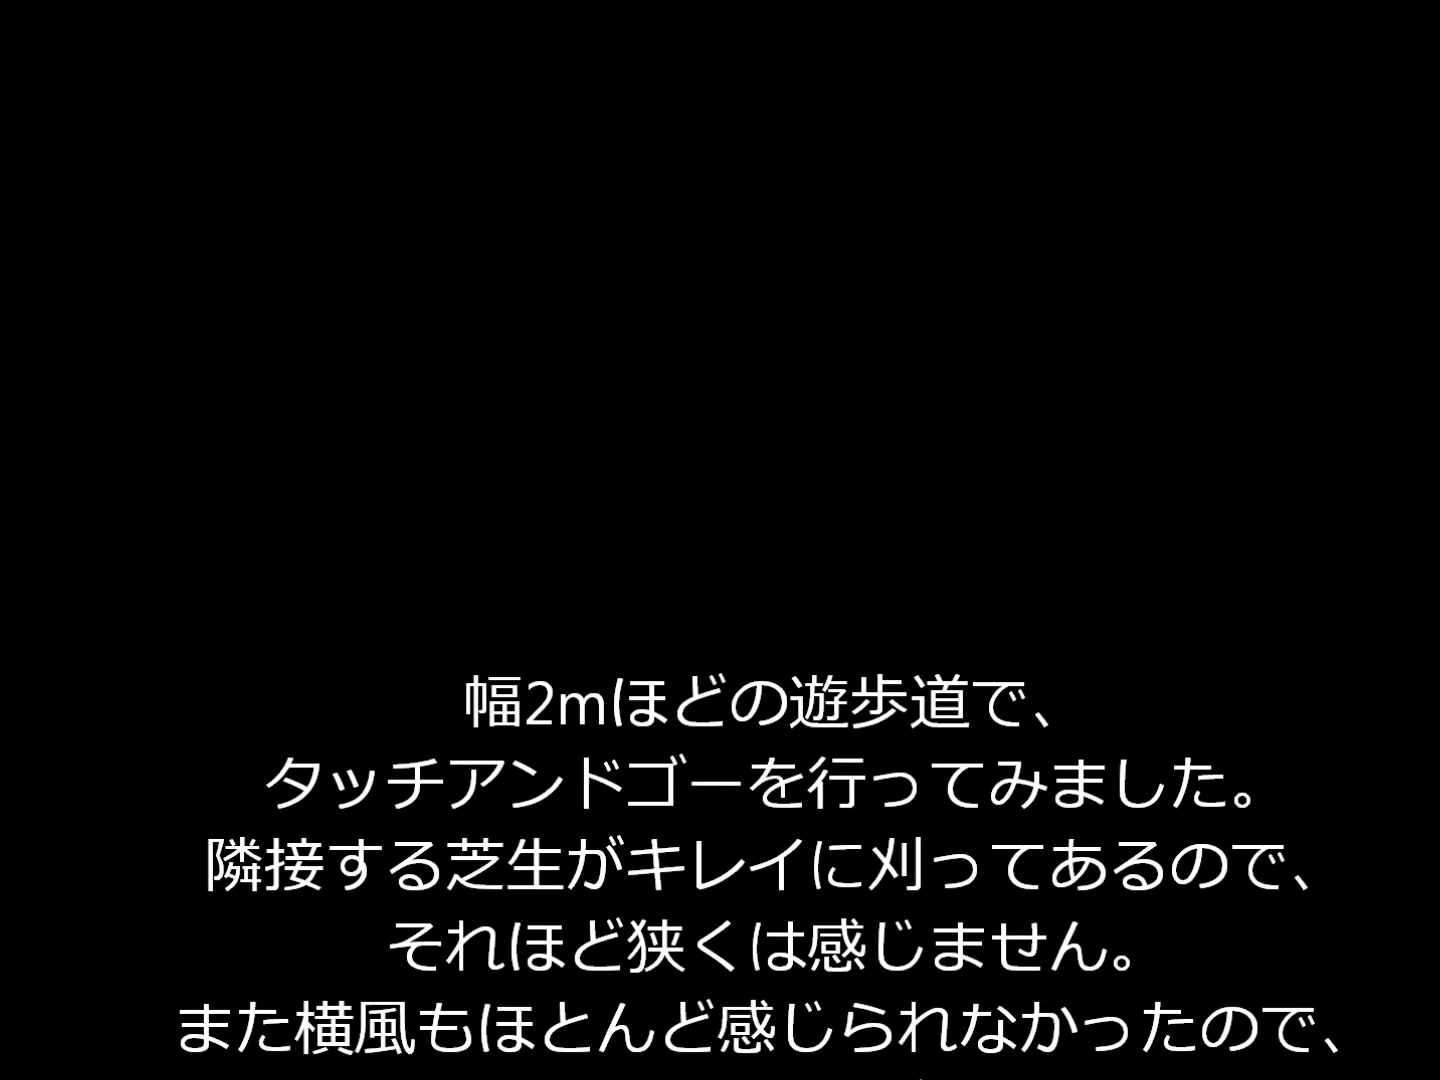 幅2mほどの遊歩道で、
タッチアンドゴーを行ってみました。
隣接する芝生がキレイに刈ってあるので、
それほど狭くは感じません。
また横風もほとんど感じられなかったので、